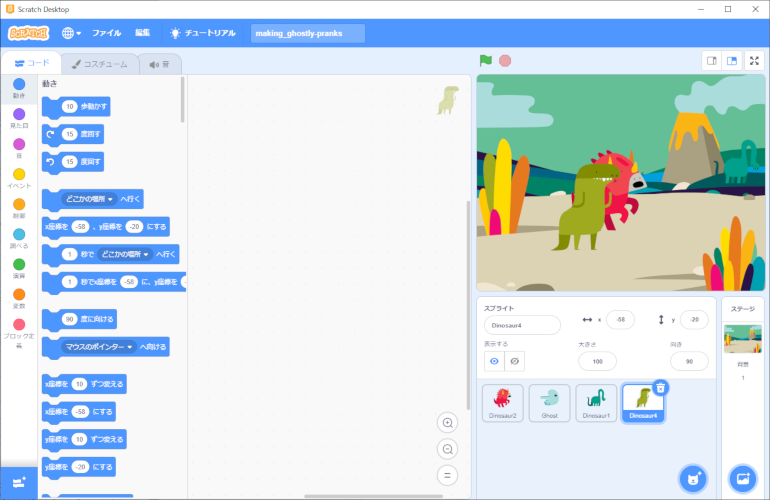 Scratch Desktop
SCRATCH
ファイル 編集 チュートリアル making_ghostly-pranks
コード コスチューム 音
動き
見た目
音
イベント
制御
調べる
演算
変数
ブロック定義
動き
10 歩動かす
15 度回す
15 度回す
どこかの場所 へ行く
x座標を -58 、y座標を -20 にする
1 秒で どこかの場所 へ行く
1 秒でx座標を -58 に、y座標を
90 度に向ける
マウスのポインター へ向ける
x座標を 10 ずつ変える
x座標を -58 にする
y座標を 10 ずつ変える
y座標を -20 にする
スプライト
Dinosaur4 x -58 y -20
表示する 大きさ 100 向き 90
Dinosaur2 Ghost Dinosaur1 Dinosaur4
ステージ
背景
1